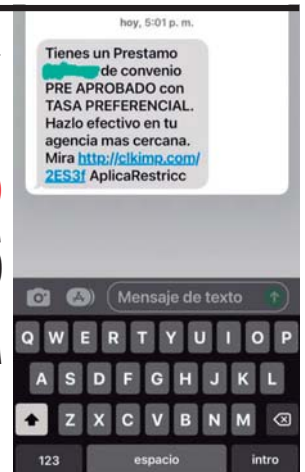 hoy, 5:01 p. m.
Tienes un Prestamo
de convenio
PRE APROBADO con
TASA PREFERENCIAL.
Hazlo efectivo en tu
agencia mas cercana.
Mira http://clkimp.com/
2ES3f AplicaRestricc
Mensaje de texto
Q W E R T Y U I O P
A S D F G H J K L
Z X C V B N M
123 espacio intro